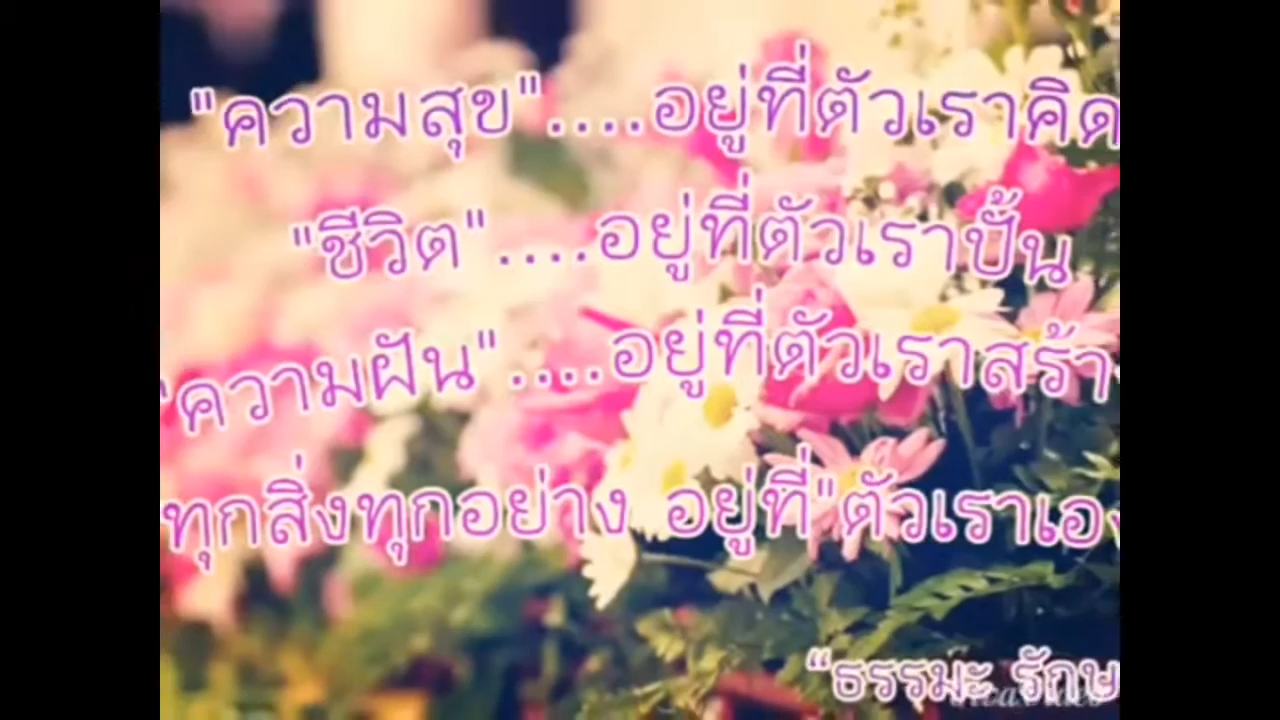 "ความสุข"....อยู่ที่ตัวเราคิด
"ชีวิต"....อยู่ที่ตัวเราปั้น
"ความฝัน"....อยู่ที่ตัวเราสร้า
ทุกสิ่งทุกอย่าง อยู่ที่"ตัวเราเอง
“ธรรมะ รักษ